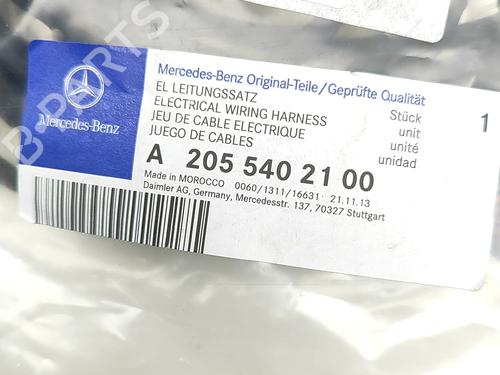 Mercedes-Benz
Mercedes-Benz Original-Teile/Geprüfte Qualität
EL LEITUNGSSATZ
ELECTRICAL WIRING HARNESS
JEU DE CABLE ELECTRIQUE
JUEGO DE CABLES
Stück
unit
unité
unidad
1
A 205 540 21 00
Made in MOROCCO 0060/1311/16631 21.11.13
Daimler AG, Germany, Mercedesstr. 137, 70327 Stuttgart
B-PARTS